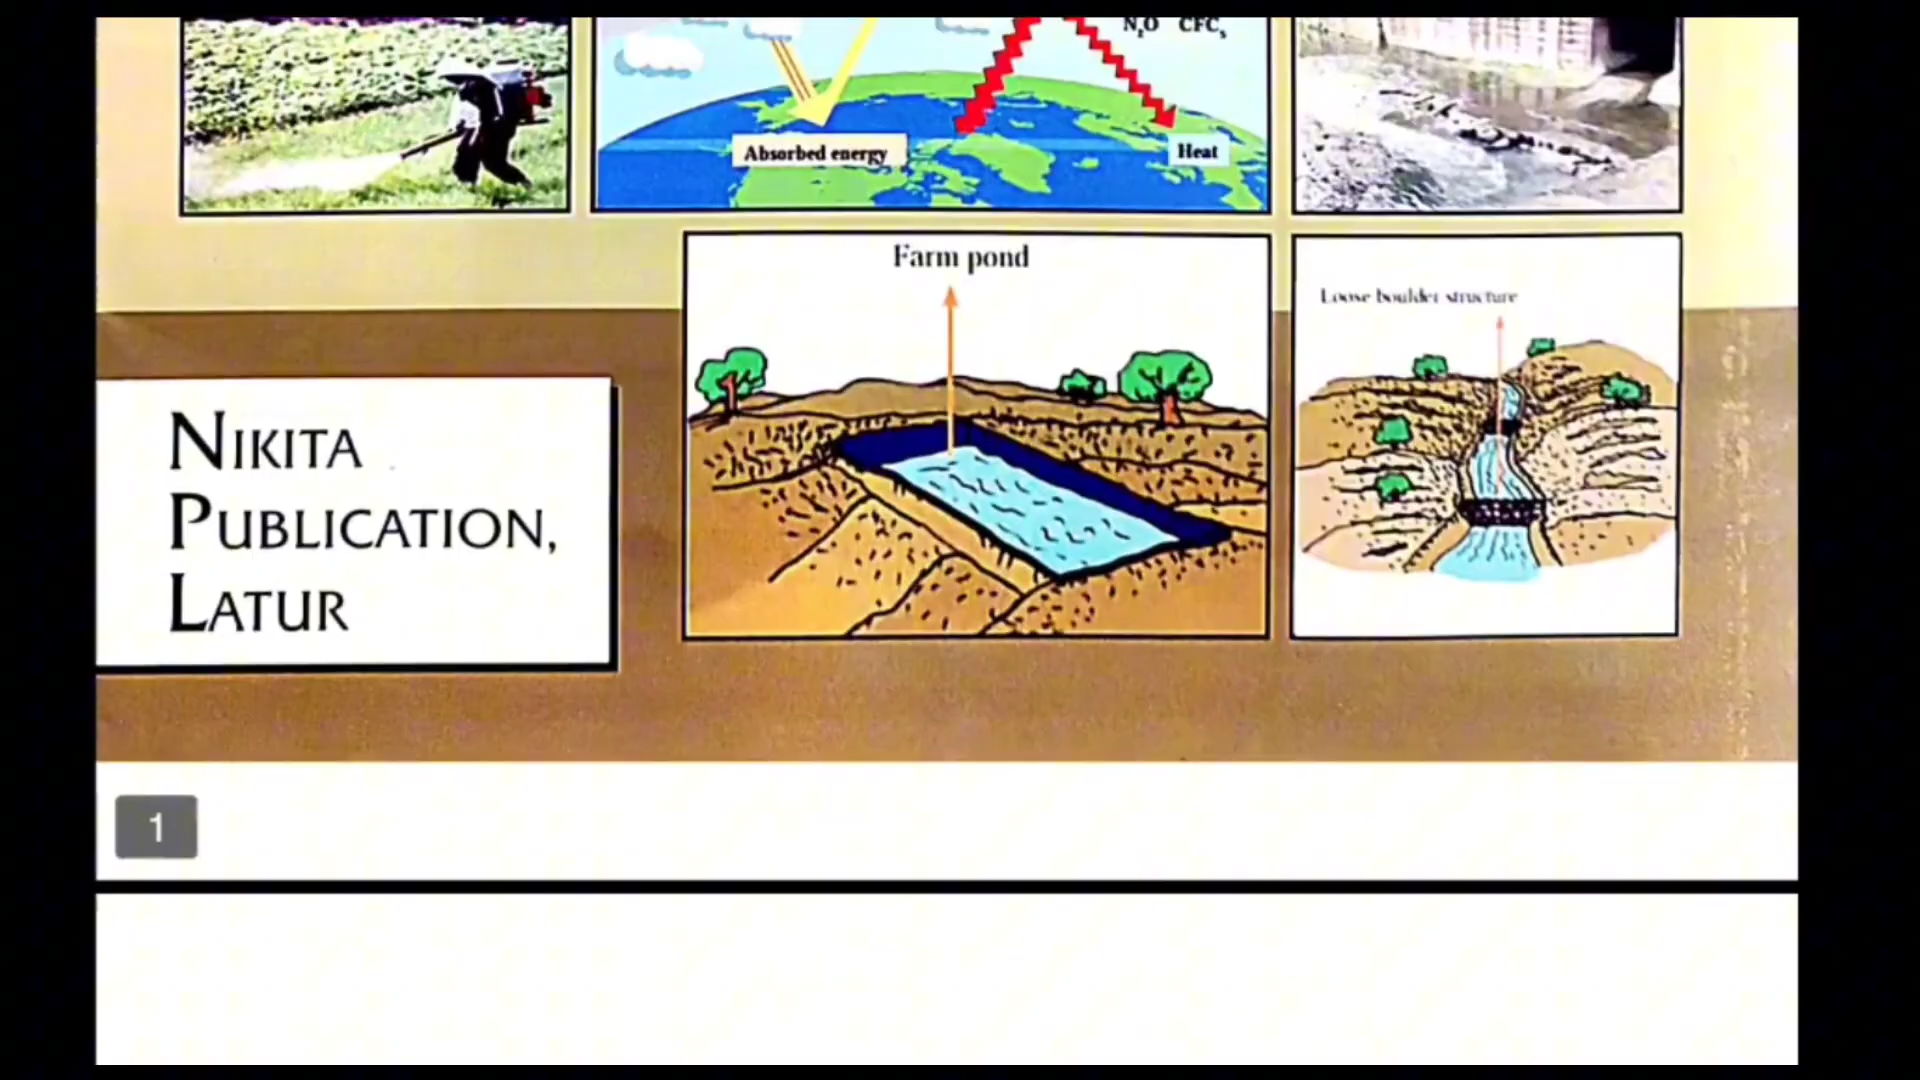 N₂O CFCs
Absorbed energy
Heat
Farm pond
Loose boulder structure
NIKITA
PUBLICATION,
LATUR
1